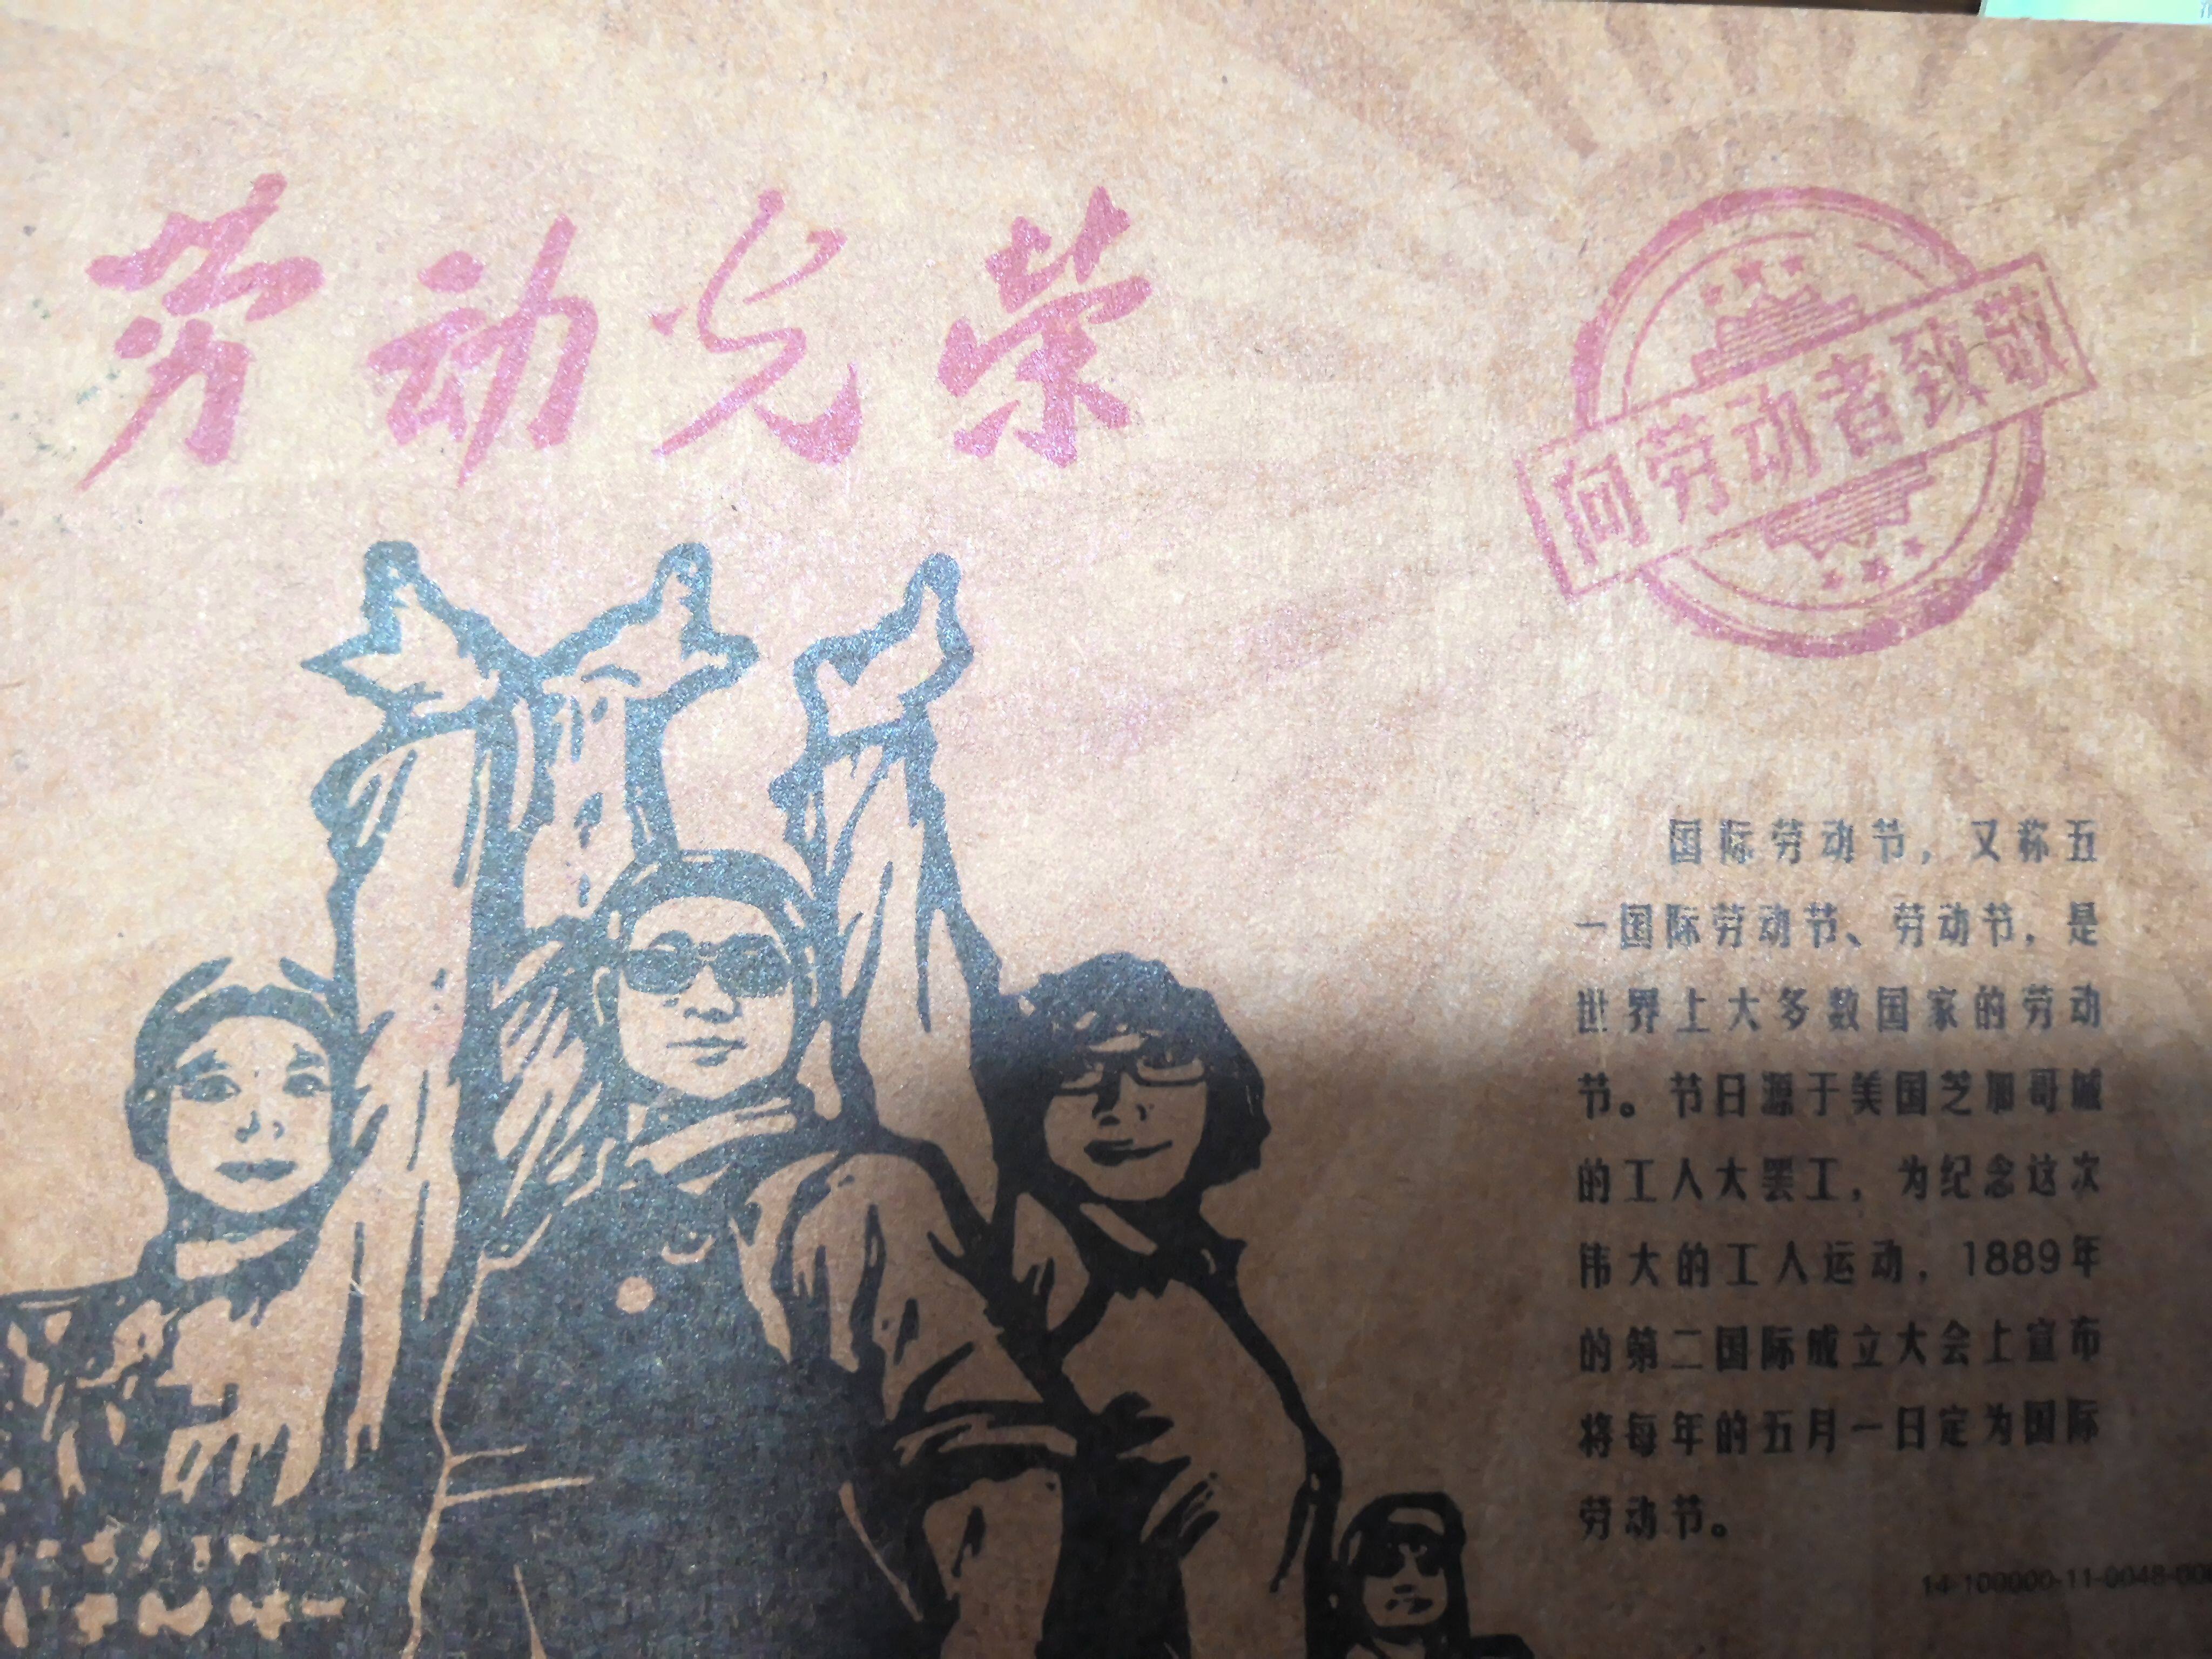 劳动光荣
向劳动者致敬
国际劳动节，又称五
一国际劳动节、劳动节，是
世界上大多数国家的劳动
节。节日源于美国芝加哥城
的工人大罢工，为纪念这次
伟大的工人运动，1889年
的第二国际成立大会上宣布
将每年的五月一日定为国际
劳动节。
14-100000-11-0048-000